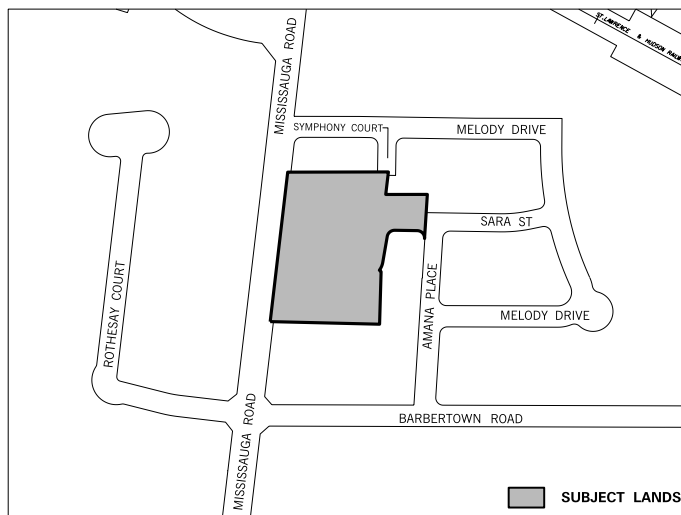 ST. LAWRENCE & HUDSON
MISSISSAUGA ROAD
SYMPHONY COURT
MELODY DRIVE
SARA ST
ROTHESAY COURT
AMANA PLACE
MELODY DRIVE
BARBERTOWN ROAD
MISSISSAUGA ROAD
SUBJECT LANDS